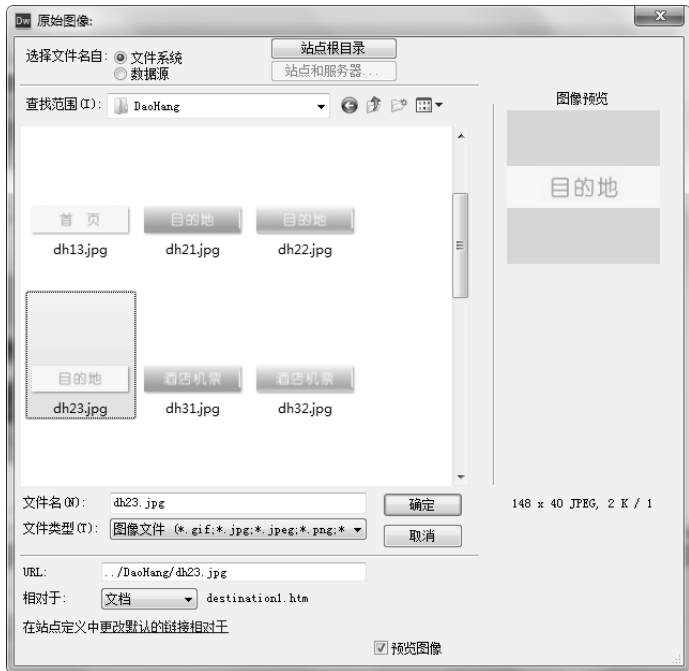 Dw 原始图像:
选择文件名自: 文件系统
数据源
站点根目录
站点和服务器...
查找范围(I): DaoHang
首 页
目的地
目的地
dh13.jpg
dh21.jpg
dh22.jpg
目的地
酒店机票
酒店机票
dh23.jpg
dh31.jpg
dh32.jpg
图像预览
目的地
148 x 40 JPEG, 2 K / 1
文件名(N): dh23.jpg
确定
文件类型(T): 图像文件 (*.gif;*.jpg;*.jpeg;*.png;*
取消
URL: ../DaoHang/dh23.jpg
相对于: 文档 destination1.htm
在站点定义中更改默认的链接相对于
预览图像